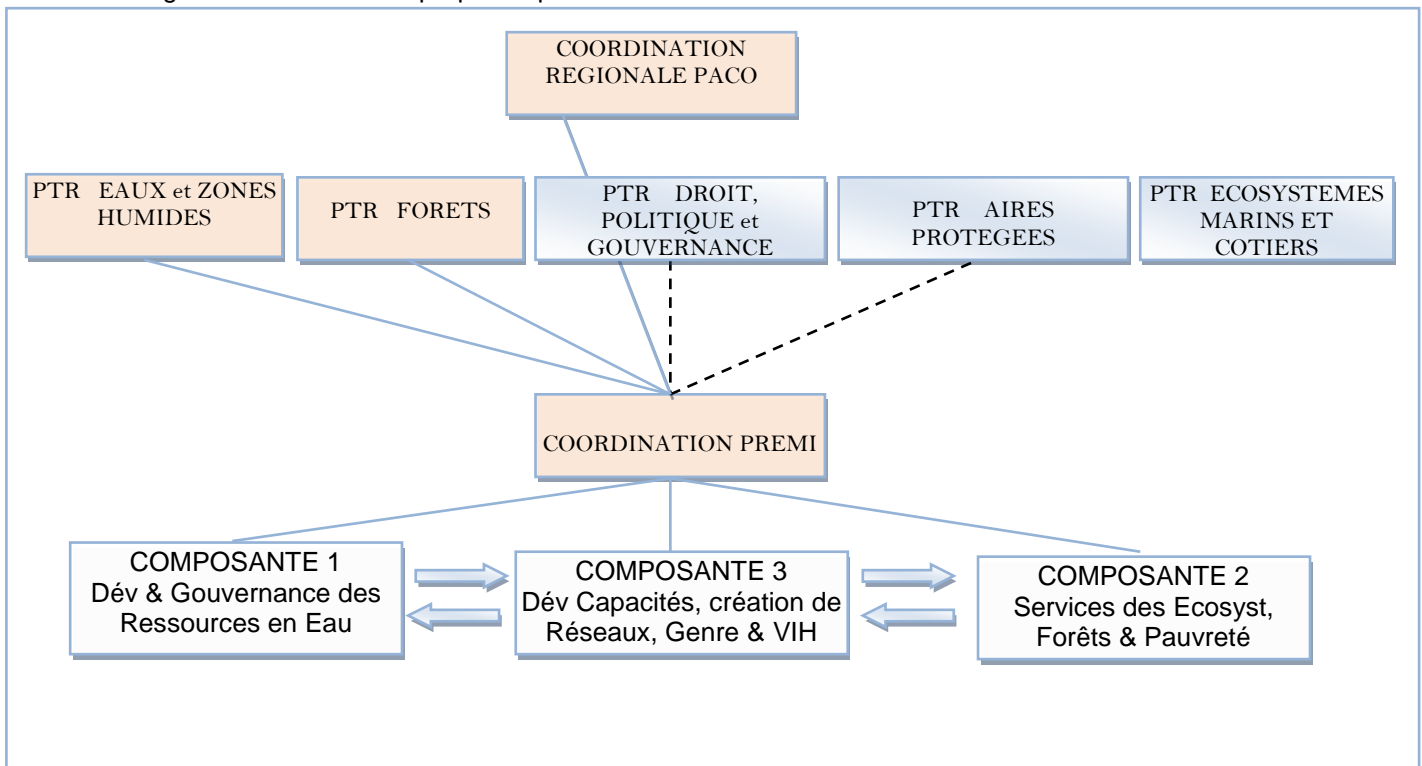 COORDINATION
REGIONALE PACO
PTR EAUX et ZONES
HUMIDES
PTR FORETS
PTR DROIT,
POLITIQUE et
GOUVERNANCE
PTR AIRES
PROTEGEES
PTR ECOSYSTEMES
MARINS ET
COTIERS
COORDINATION PREMI
COMPOSANTE 1
Dév & Gouvernance des
Ressources en Eau
COMPOSANTE 3
Dév Capacités, création de
Réseaux, Genre & VIH
COMPOSANTE 2
Services des Ecosyst,
Forêts & Pauvreté